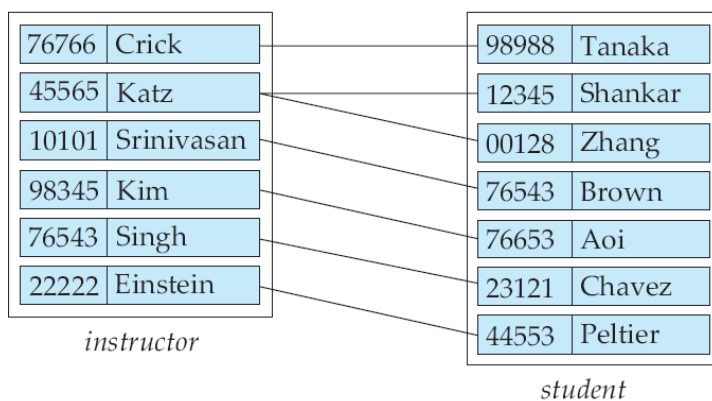 76766 Crick
45565 Katz
10101 Srinivasan
98345 Kim
76543 Singh
22222 Einstein
instructor
98988 Tanaka
12345 Shankar
00128 Zhang
76543 Brown
76653 Aoi
23121 Chavez
44553 Peltier
student